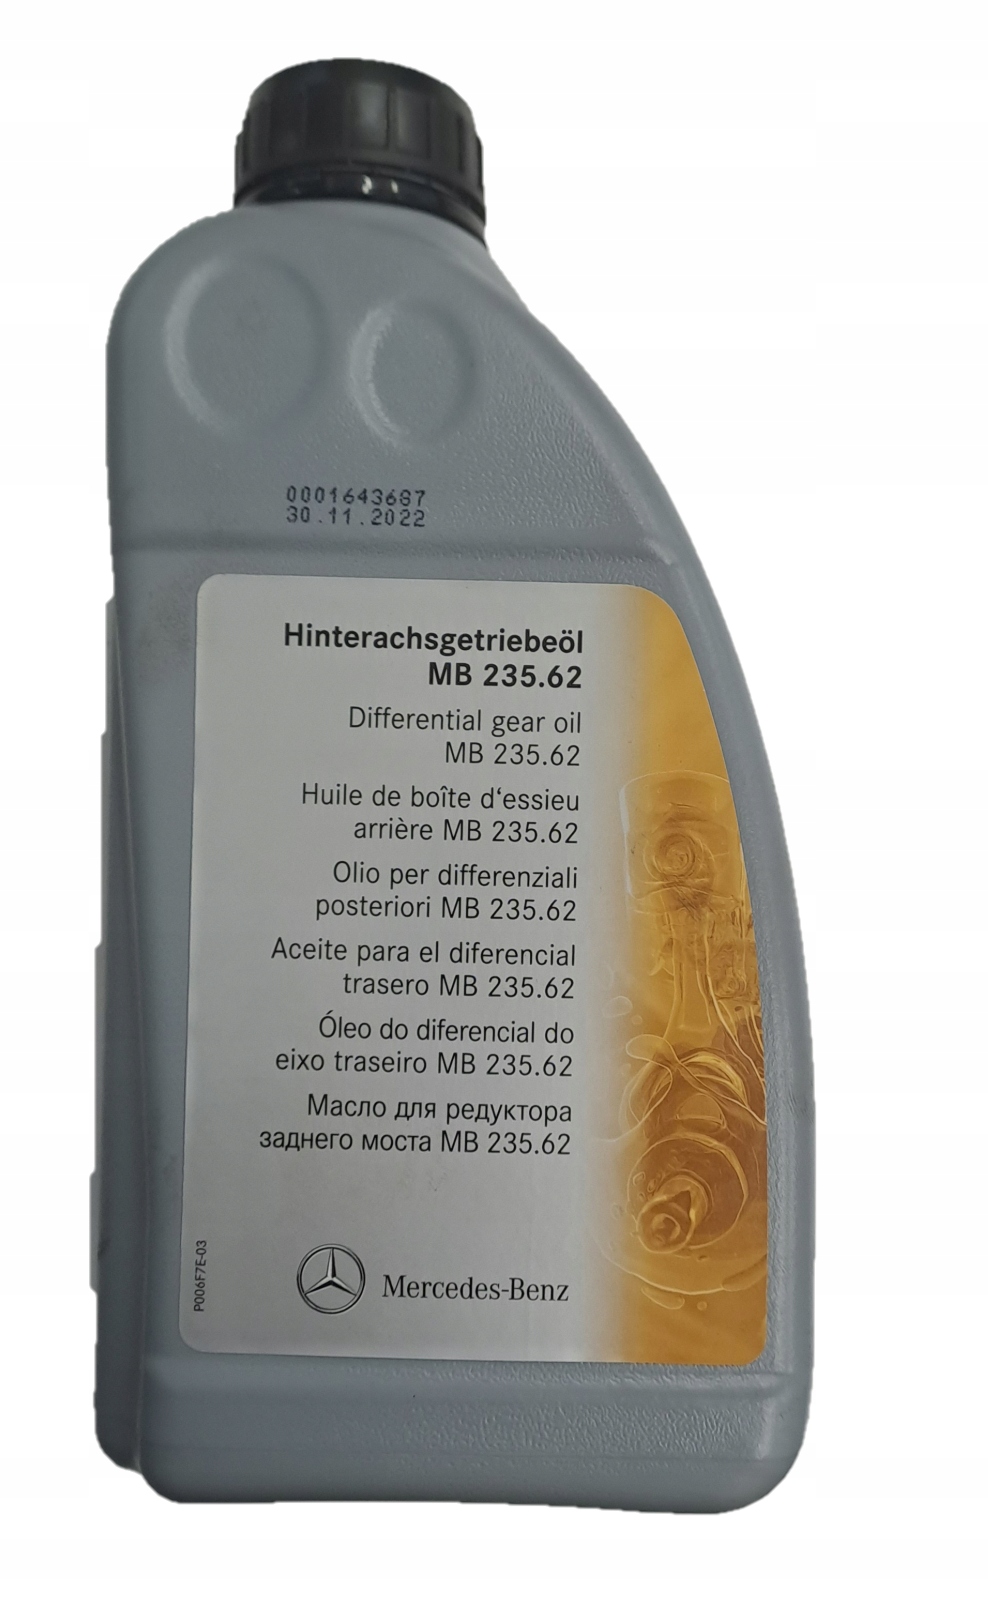 0001643687
30.11.2022
Hinterachsgetriebeöl
MB 235.62
Differential gear oil
MB 235.62
Huile de boîte d‘essieu
arrière MB 235.62
Olio per differenziali
posteriori MB 235.62
Aceite para el diferencial
trasero MB 235.62
Óleo do diferencial do
eixo traseiro MB 235.62
Масло для редуктора
заднего моста MB 235.62
P006F7E-03
Mercedes-Benz